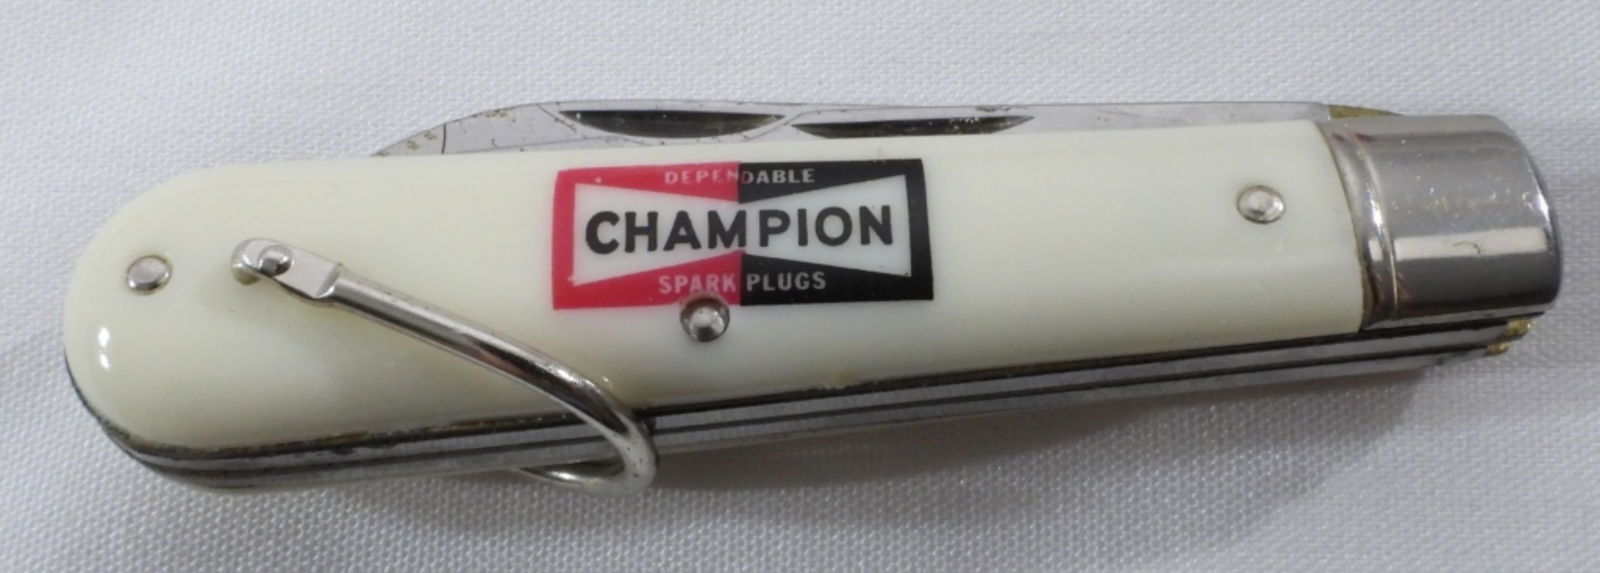 DEPENDABLE
CHAMPION
SPARK PLUGS